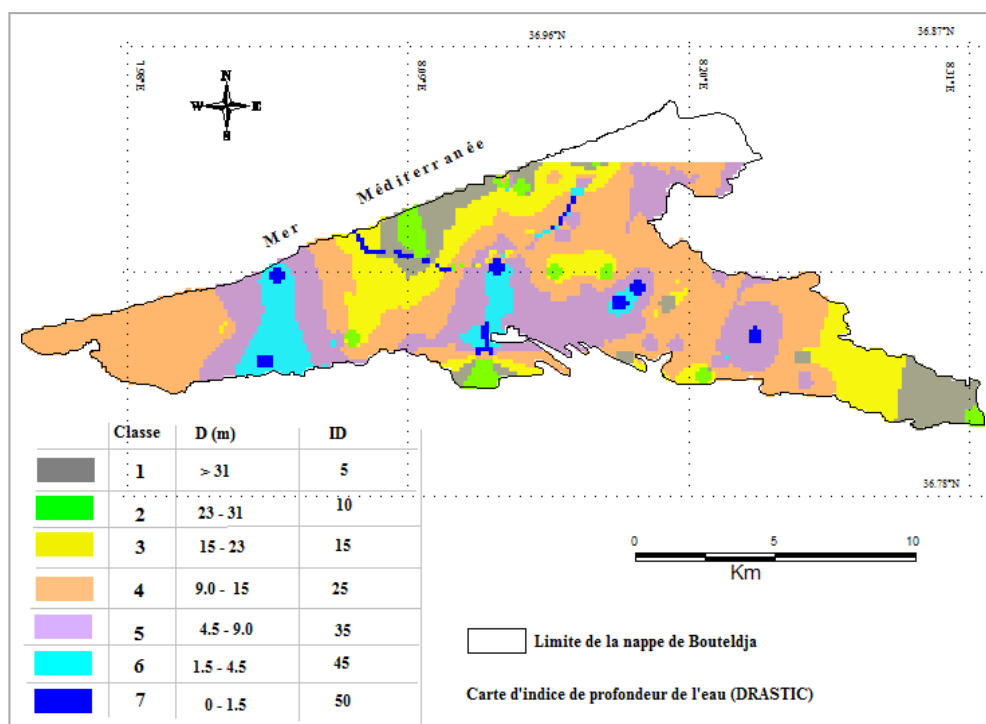 36.96°N
36.87°N
7.98°E
8.09°E
8.20°E
8.31°E
N
W E
S
Mer Méditerranée
Classe D (m) ID
1 > 31 5
2 23 - 31 10
3 15 - 23 15
4 9.0 - 15 25
5 4.5 - 9.0 35
6 1.5 - 4.5 45
7 0 - 1.5 50
36.78°N
0 5 10
Km
Limite de la nappe de Bouteldja
Carte d'indice de profondeur de l'eau (DRASTIC)